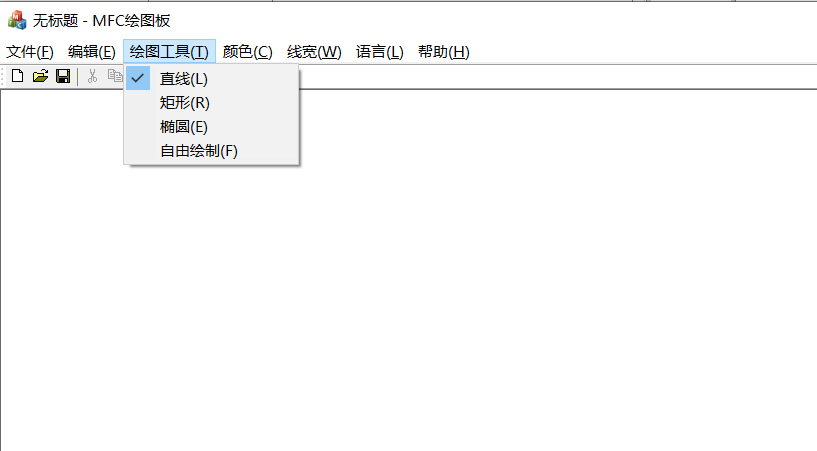 无标题 - MFC绘图板
文件(F) 编辑(E) 绘图工具(T) 颜色(C) 线宽(W) 语言(L) 帮助(H)
直线(L)
矩形(R)
椭圆(E)
自由绘制(F)